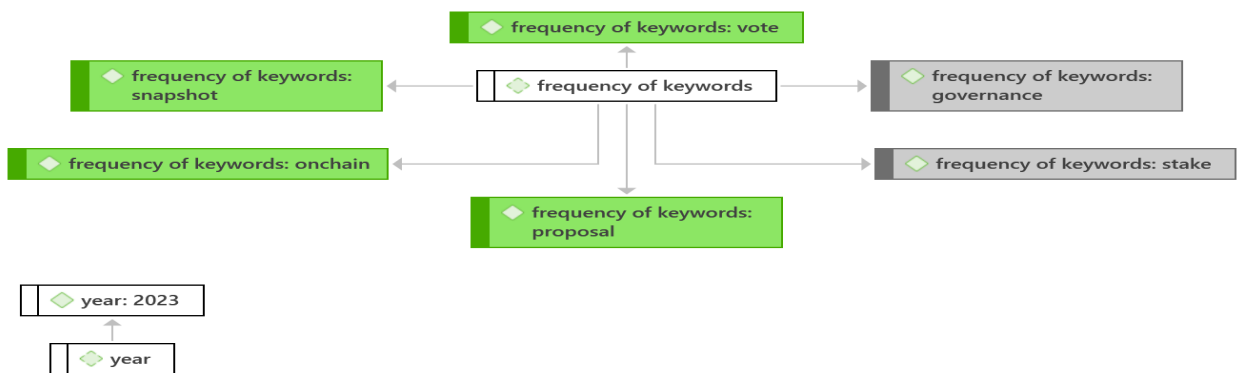 frequency of keywords: vote
frequency of keywords:
snapshot
frequency of keywords
frequency of keywords:
governance
frequency of keywords: onchain
frequency of keywords: stake
frequency of keywords:
proposal
year: 2023
year